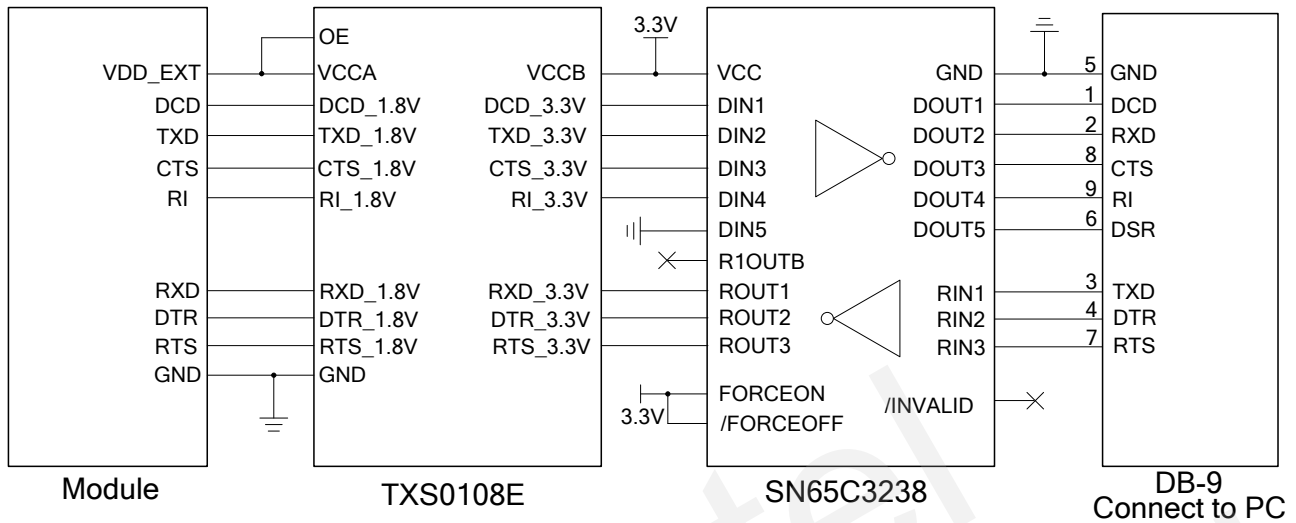 3.3V
OE
VDD_EXT VCCA VCCB VCC GND 5 GND
DCD DCD_1.8V DCD_3.3V DIN1 DOUT1 1 DCD
TXD TXD_1.8V TXD_3.3V DIN2 DOUT2 2 RXD
CTS CTS_1.8V CTS_3.3V DIN3 DOUT3 8 CTS
RI RI_1.8V RI_3.3V DIN4 DOUT4 9 RI
DIN5 DOUT5 6 DSR
R1OUTB
RXD RXD_1.8V RXD_3.3V ROUT1 RIN1 3 TXD
DTR DTR_1.8V DTR_3.3V ROUT2 RIN2 4 DTR
RTS RTS_1.8V RTS_3.3V ROUT3 RIN3 7 RTS
GND GND
FORCEON /INVALID
3.3V /FORCEOFF
Module TXS0108E SN65C3238 DB-9
Connect to PC